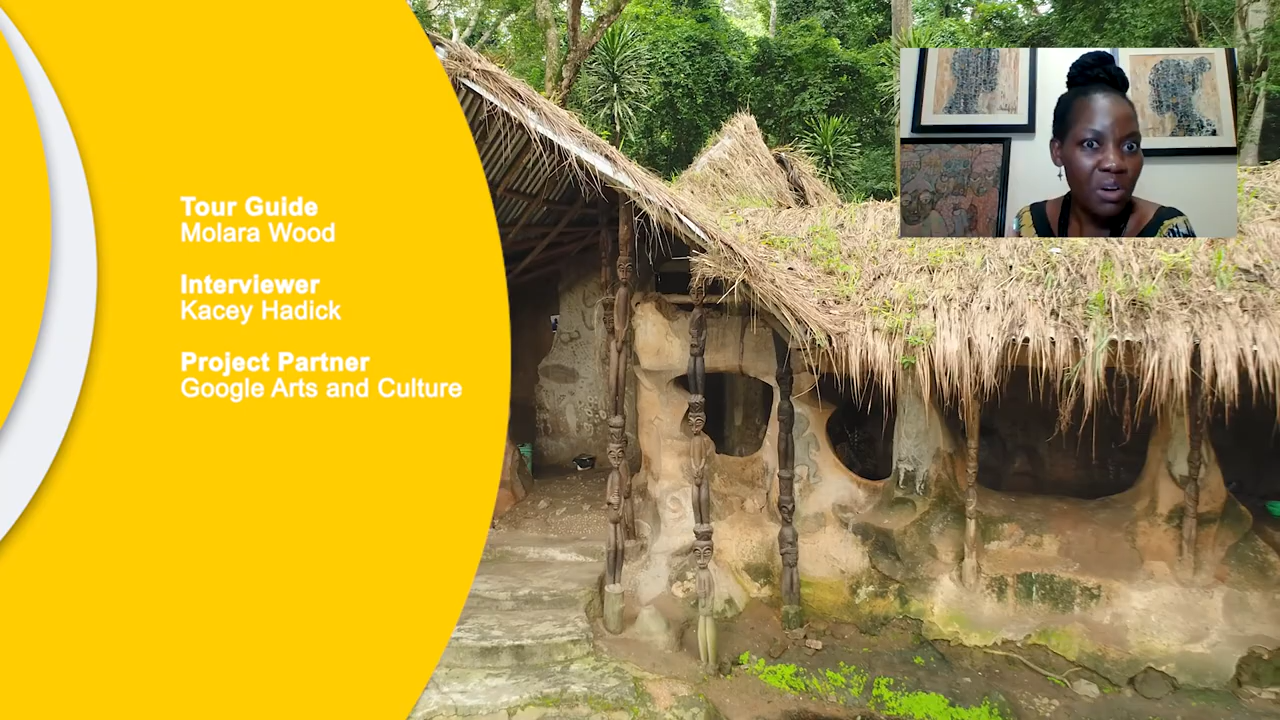 Tour Guide
Molara Wood
Interviewer
Kacey Hadick
Project Partner
Google Arts and Culture